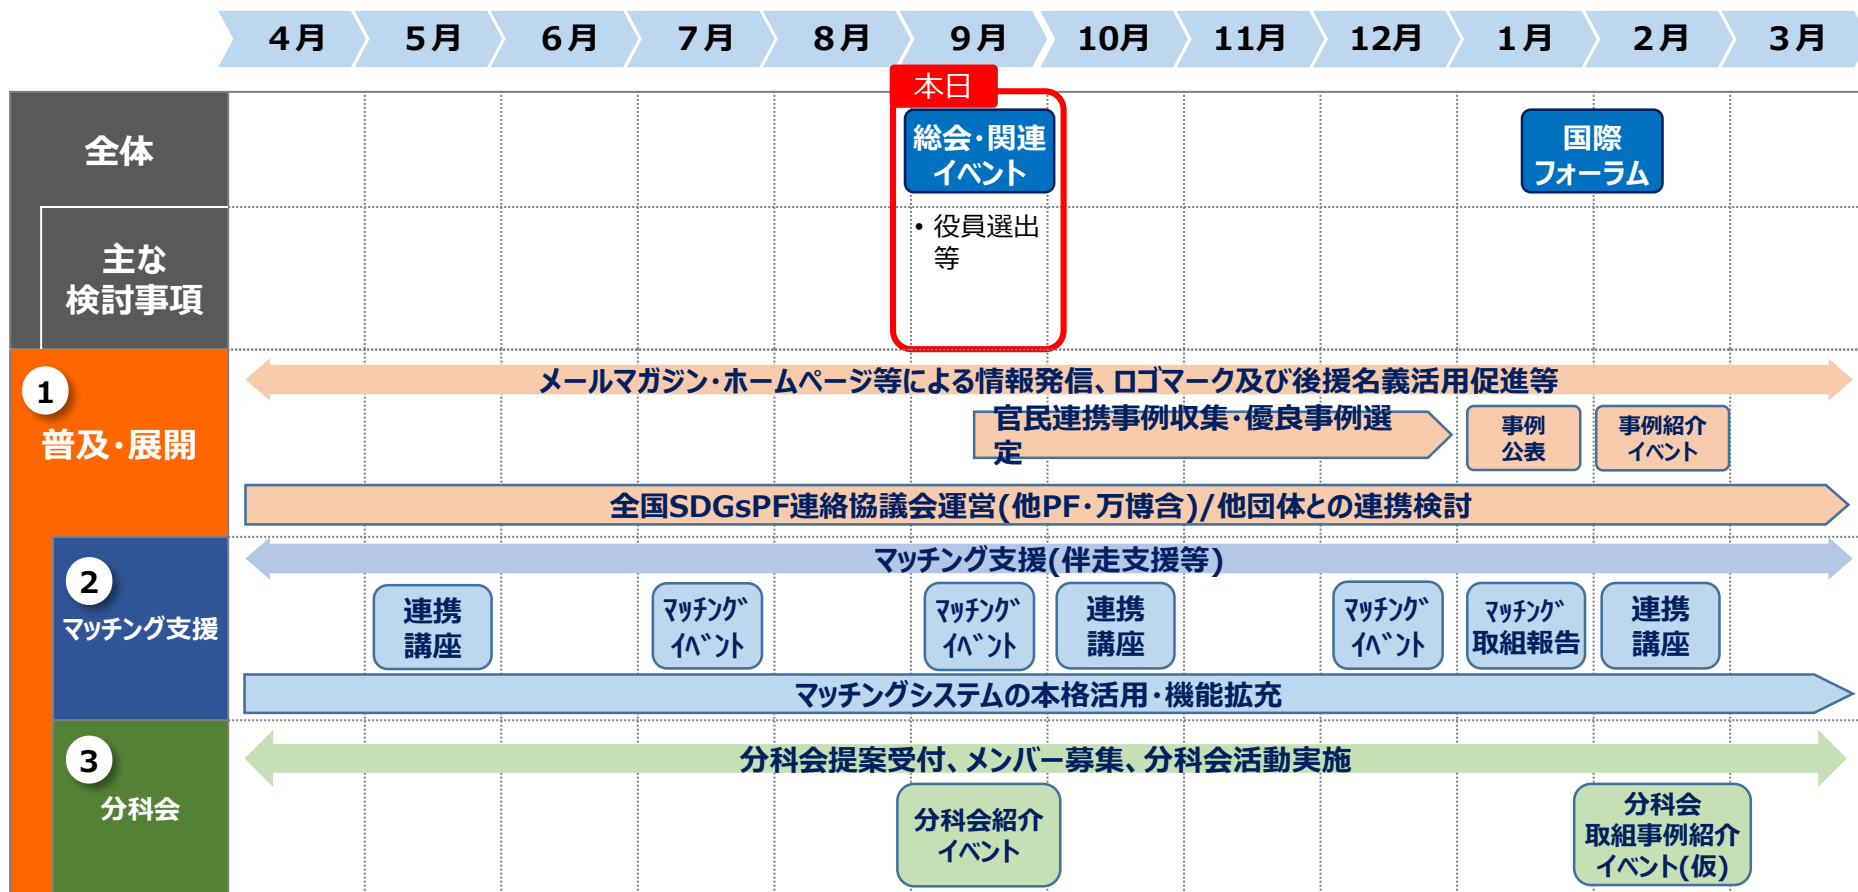 4月 5月 6月 7月 8月 9月 10月 11月 12月 1月 2月 3月
本日
全体
総会・関連
イベント
国際
フォーラム
主な
検討事項
・役員選出
等
1
普及・展開
メールマガジン・ホームページ等による情報発信、ロゴマーク及び後援名義活用促進等
官民連携事例収集・優良事例選
定
事例
公表
事例紹介
イベント
全国SDGsPF連絡協議会運営(他PF・万博含)/他団体との連携検討
2
マッチング支援
マッチング支援(伴走支援等)
連携
講座
ﾏｯﾁﾝｸﾞ
ｲﾍﾞﾝﾄ
ﾏｯﾁﾝｸﾞ
ｲﾍﾞﾝﾄ
連携
講座
ﾏｯﾁﾝｸﾞ
ｲﾍﾞﾝﾄ
ﾏｯﾁﾝｸﾞ
取組報告
連携
講座
マッチングシステムの本格活用・機能拡充
3
分科会
分科会提案受付、メンバー募集、分科会活動実施
分科会紹介
イベント
分科会
取組事例紹介
イベント(仮)